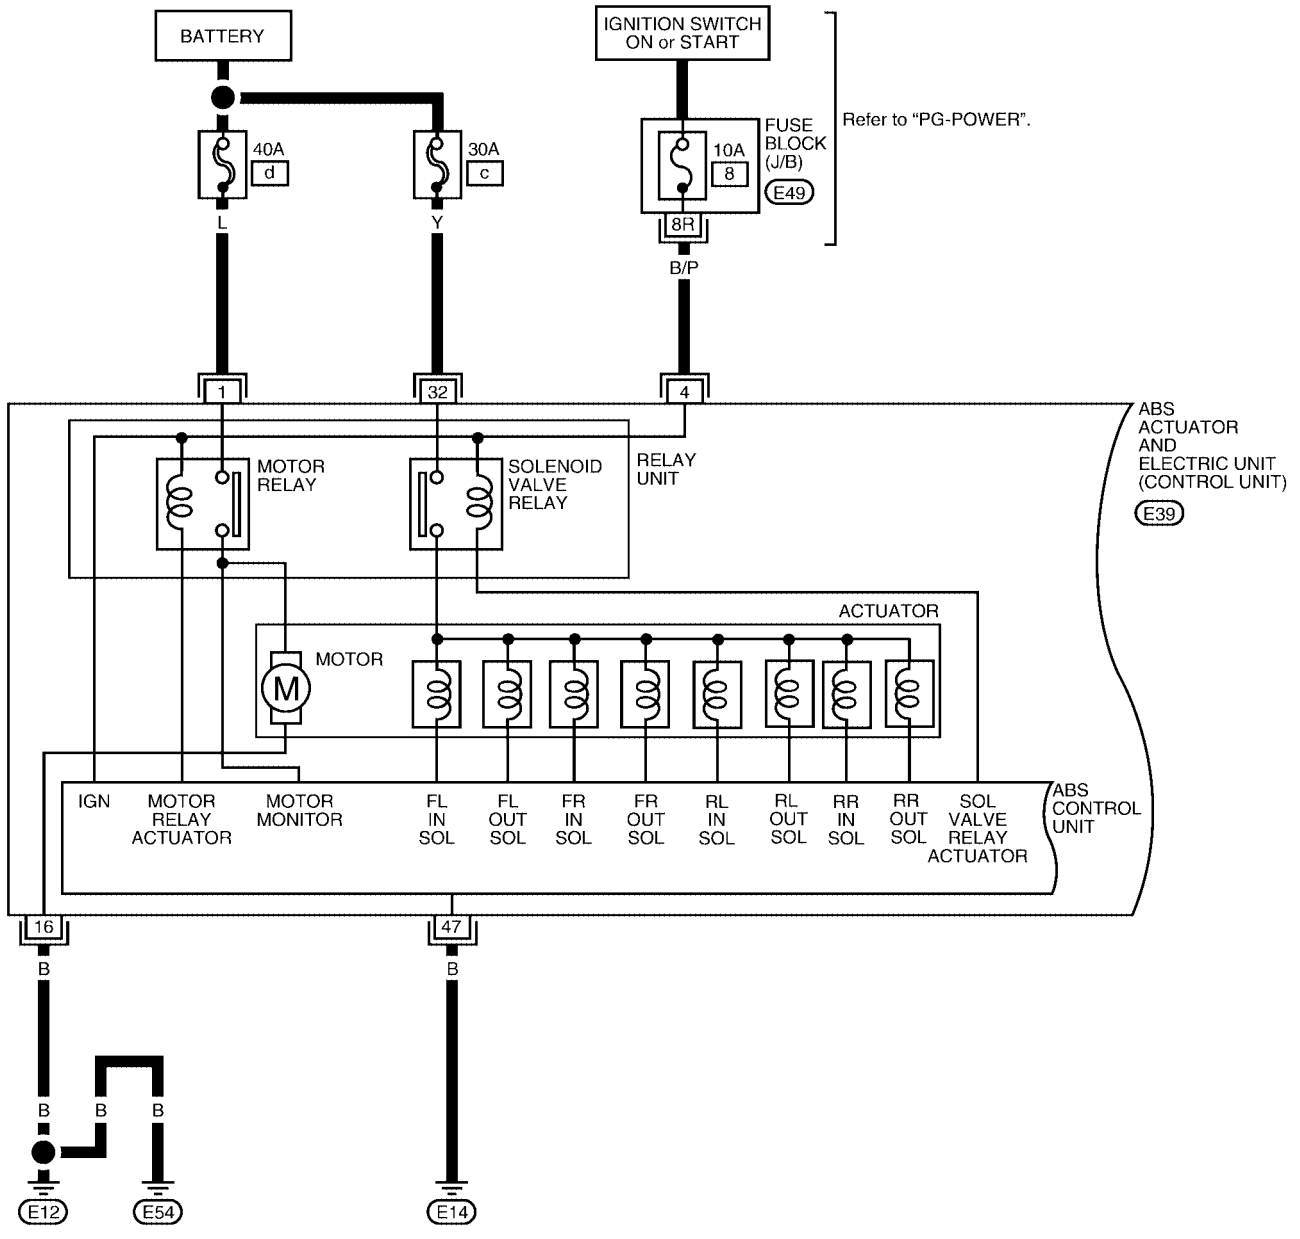 BATTERY
IGNITION SWITCH
ON or START
40A
d
30A
c
10A
8
FUSE
BLOCK
(J/B)
E49
Refer to “PG-POWER”.
8R
L
Y
B/P
1
32
4
ABS
ACTUATOR
AND
ELECTRIC UNIT
(CONTROL UNIT)
E39
MOTOR
RELAY
SOLENOID
VALVE
RELAY
RELAY
UNIT
ACTUATOR
MOTOR
M
IGN
MOTOR
RELAY
ACTUATOR
MOTOR
MONITOR
FL
IN
SOL
FL
OUT
SOL
FR
IN
SOL
FR
OUT
SOL
RL
IN
SOL
RL
OUT
SOL
RR
IN
SOL
RR
OUT
SOL
SOL
VALVE
RELAY
ACTUATOR
ABS
CONTROL
UNIT
16
47
B
B
B
B
B
E12
E54
E14